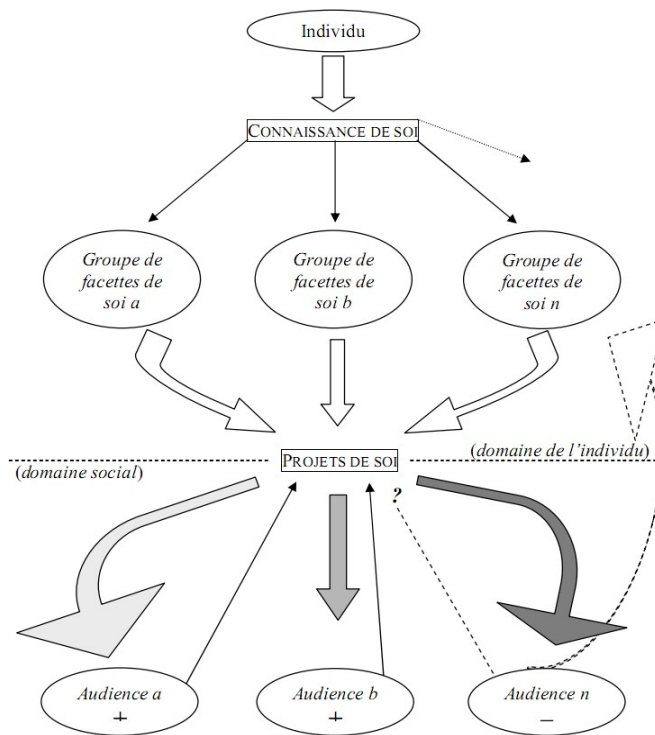 Individu
CONNAISSANCE DE SOI
Groupe de
facettes de
soi a
Groupe de
facettes de
soi b
Groupe de
facettes de
soi n
(domaine de l'individu)
PROJETS DE SOI
(domaine social)
?
Audience a
+
Audience b
+
Audience n
–